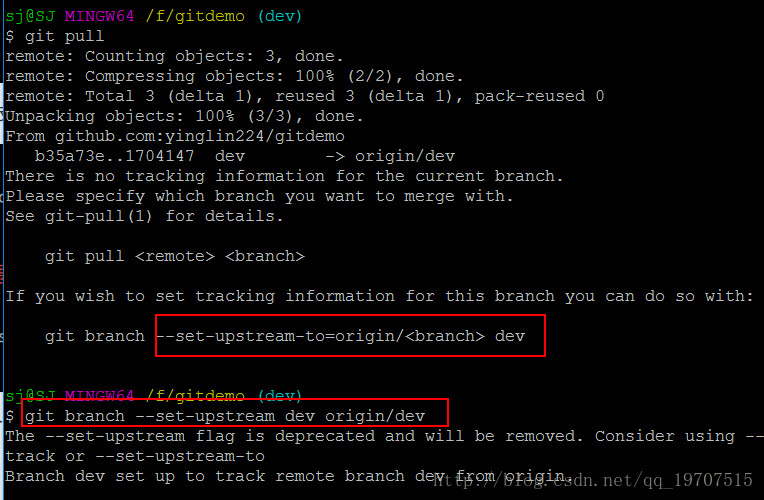 sj@SJ MINGW64 /f/gitdemo (dev)
$ git pull
remote: Counting objects: 3, done.
remote: Compressing objects: 100% (2/2), done.
remote: Total 3 (delta 1), reused 3 (delta 1), pack-reused 0
Unpacking objects: 100% (3/3), done.
From github.com:yinglin224/gitdemo
   b35a73e..1704147  dev        -> origin/dev
There is no tracking information for the current branch.
Please specify which branch you want to merge with.
See git-pull(1) for details.

    git pull <remote> <branch>

If you wish to set tracking information for this branch you can do so with:

    git branch --set-upstream-to=origin/<branch> dev

sj@SJ MINGW64 /f/gitdemo (dev)
$ git branch --set-upstream dev origin/dev
The --set-upstream flag is deprecated and will be removed. Consider using --
track or --set-upstream-to
Branch dev set up to track remote branch dev from origin.
http://blog.csdn.net/qq_19707515